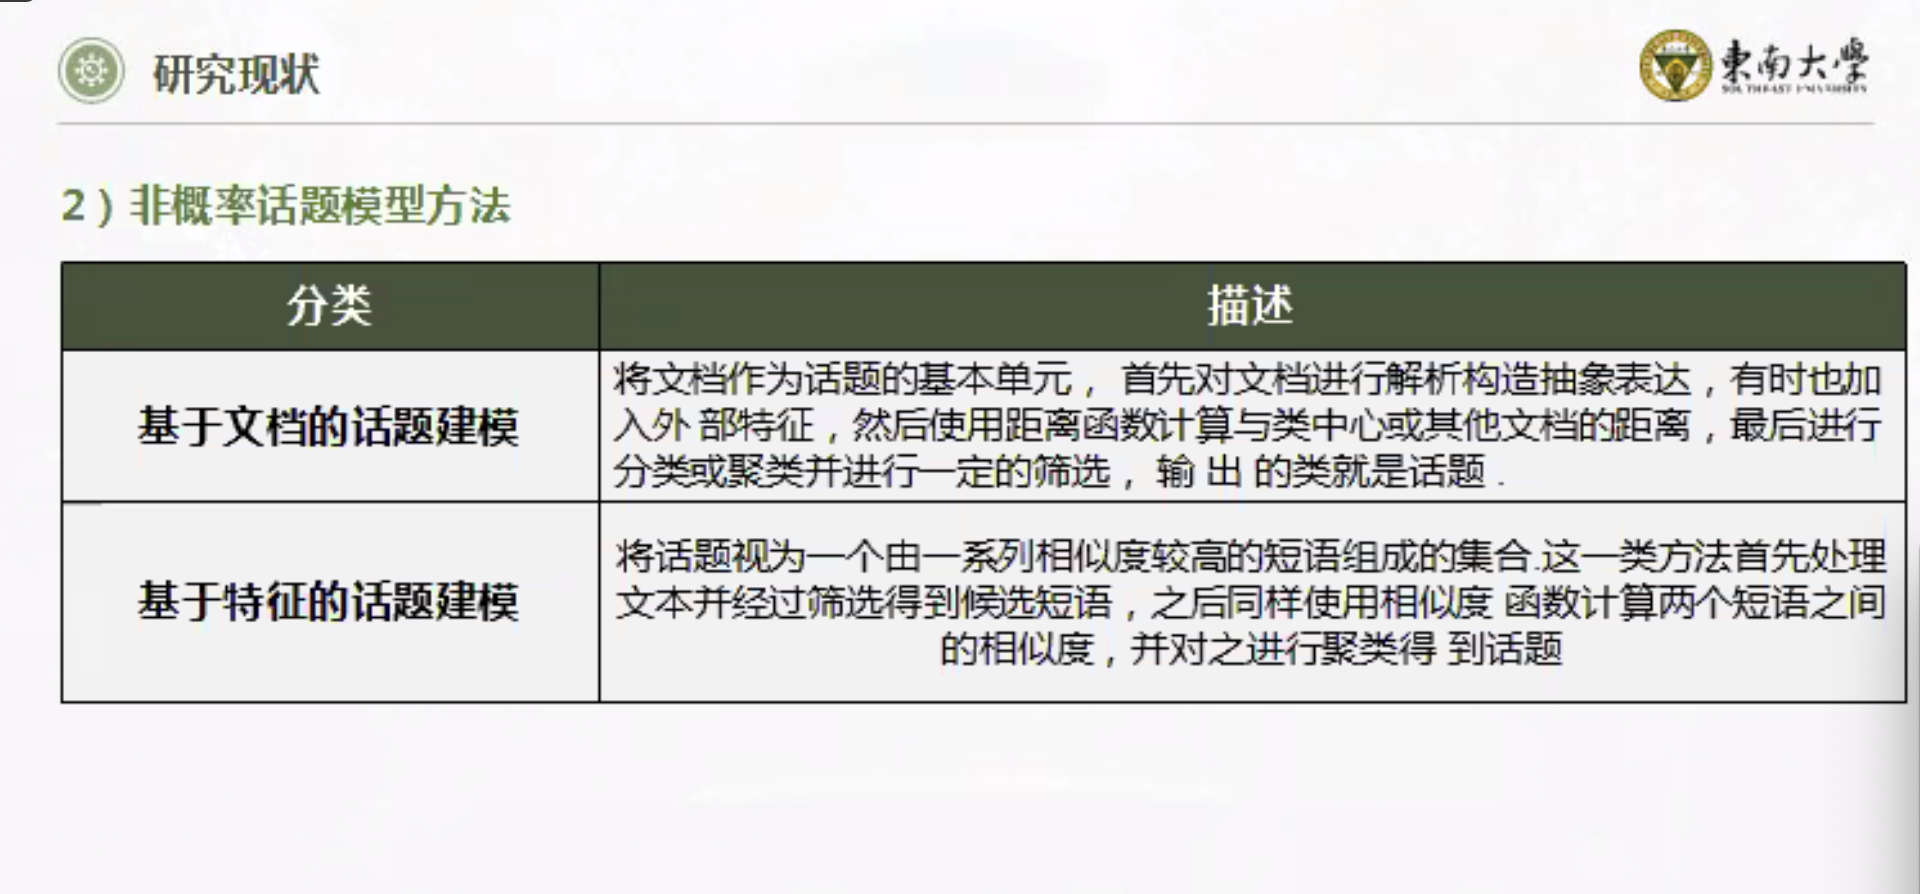 研究现状
東南大學
SOUTHEAST UNIVERSITY
2）非概率话题模型方法
分类
描述
基于文档的话题建模
将文档作为话题的基本单元， 首先对文档进行解析构造抽象表达，有时也加
入外 部特征，然后使用距离函数计算与类中心或其他文档的距离，最后进行
分类或聚类并进行一定的筛选， 输 出 的类就是话题 .
基于特征的话题建模
将话题视为一个由一系列相似度较高的短语组成的集合.这一类方法首先处理
文本并经过筛选得到候选短语，之后同样使用相似度 函数计算两个短语之间
的相似度，并对之进行聚类得 到话题